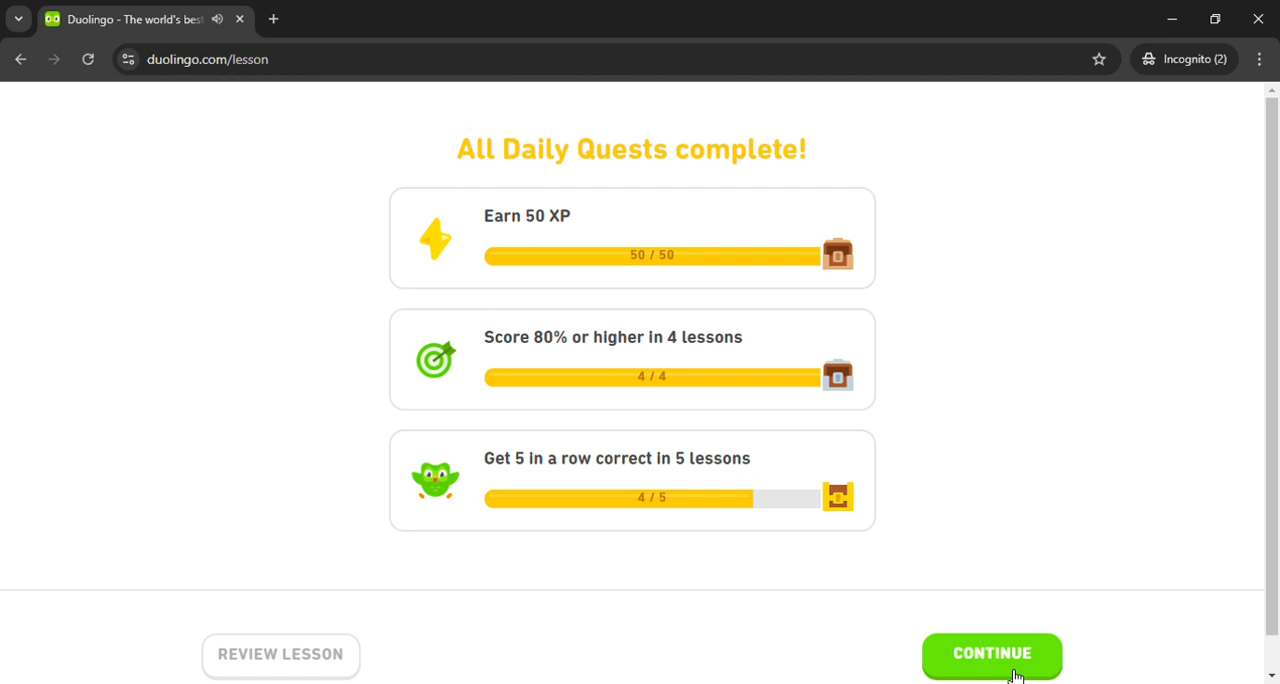 Duolingo - The world's bes
duolingo.com/lesson
Incognito (2)
All Daily Quests complete!
Earn 50 XP
50 / 50
Score 80% or higher in 4 lessons
4 / 4
Get 5 in a row correct in 5 lessons
4 / 5
REVIEW LESSON
CONTINUE